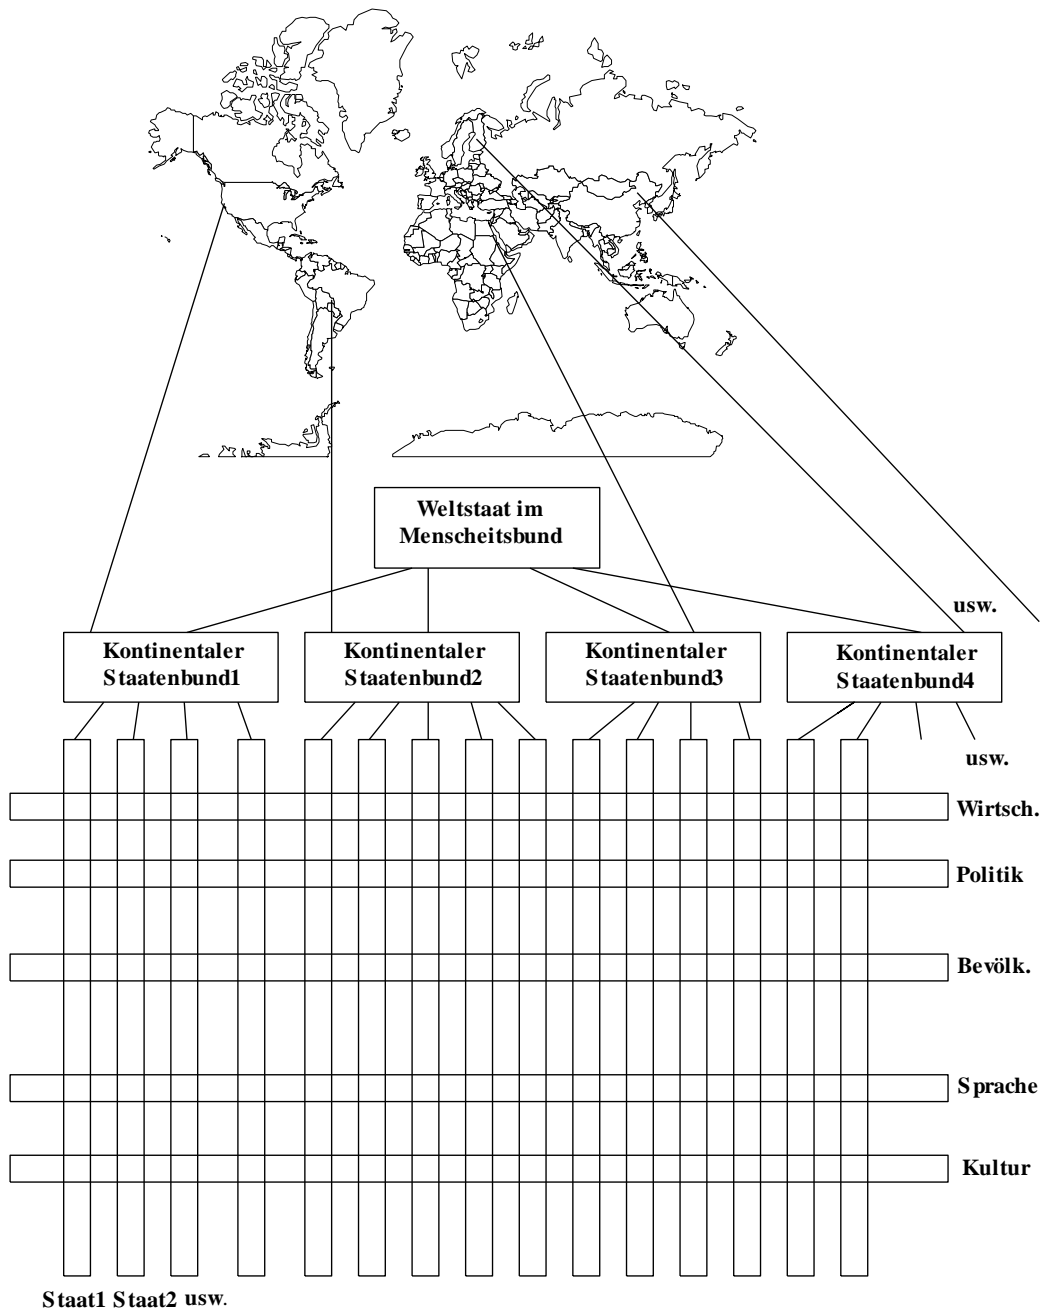 Weltstaat im
Menscheitsbund
usw.
Kontinentaler
Staatenbund1
Kontinentaler
Staatenbund2
Kontinentaler
Staatenbund3
Kontinentaler
Staatenbund4
usw.
Wirtsch.
Politik
Bevölk.
Sprache
Kultur
Staat1 Staat2 usw.